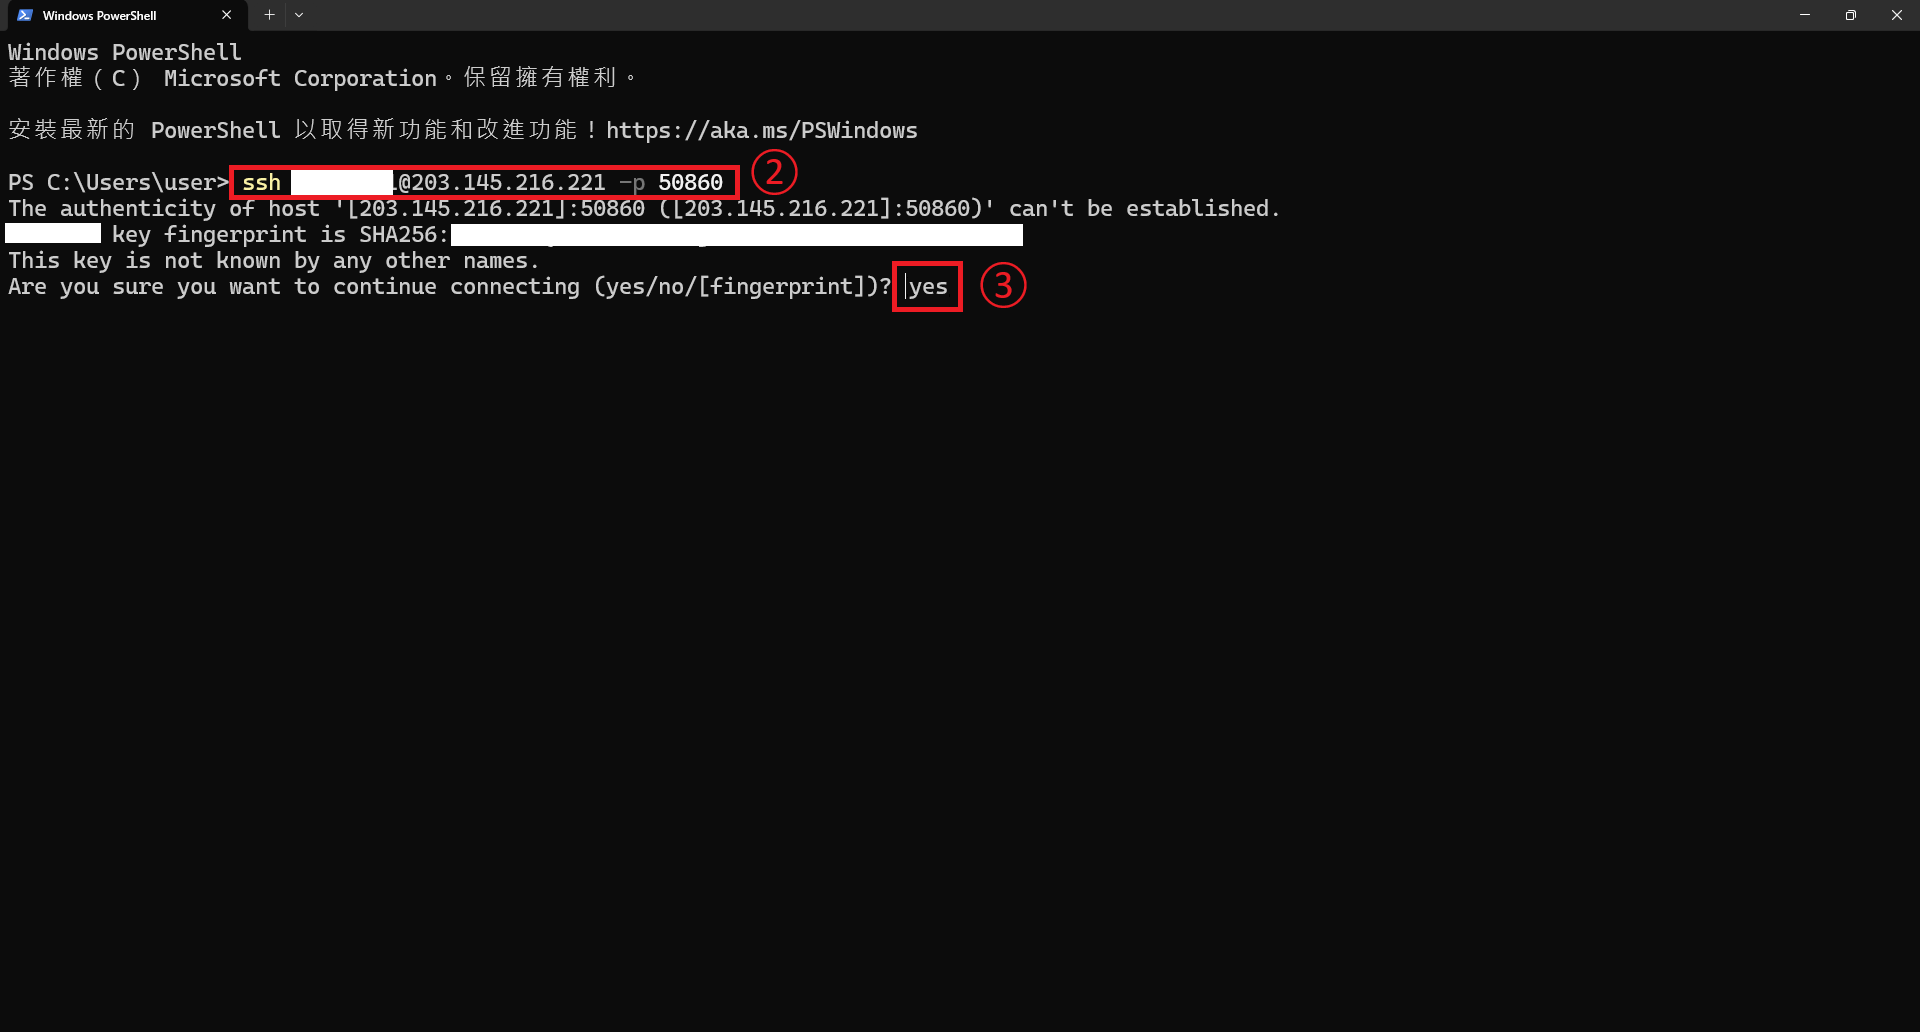 Windows PowerShell
Windows PowerShell
著作權（C） Microsoft Corporation。保留擁有權利。
安裝最新的 PowerShell 以取得新功能和改進功能！https://aka.ms/PSWindows
PS C:\Users\user> ssh @203.145.216.221 -p 50860
②
The authenticity of host '[203.145.216.221]:50860 ([203.145.216.221]:50860)' can't be established.
key fingerprint is SHA256:
This key is not known by any other names.
Are you sure you want to continue connecting (yes/no/[fingerprint])? yes
③